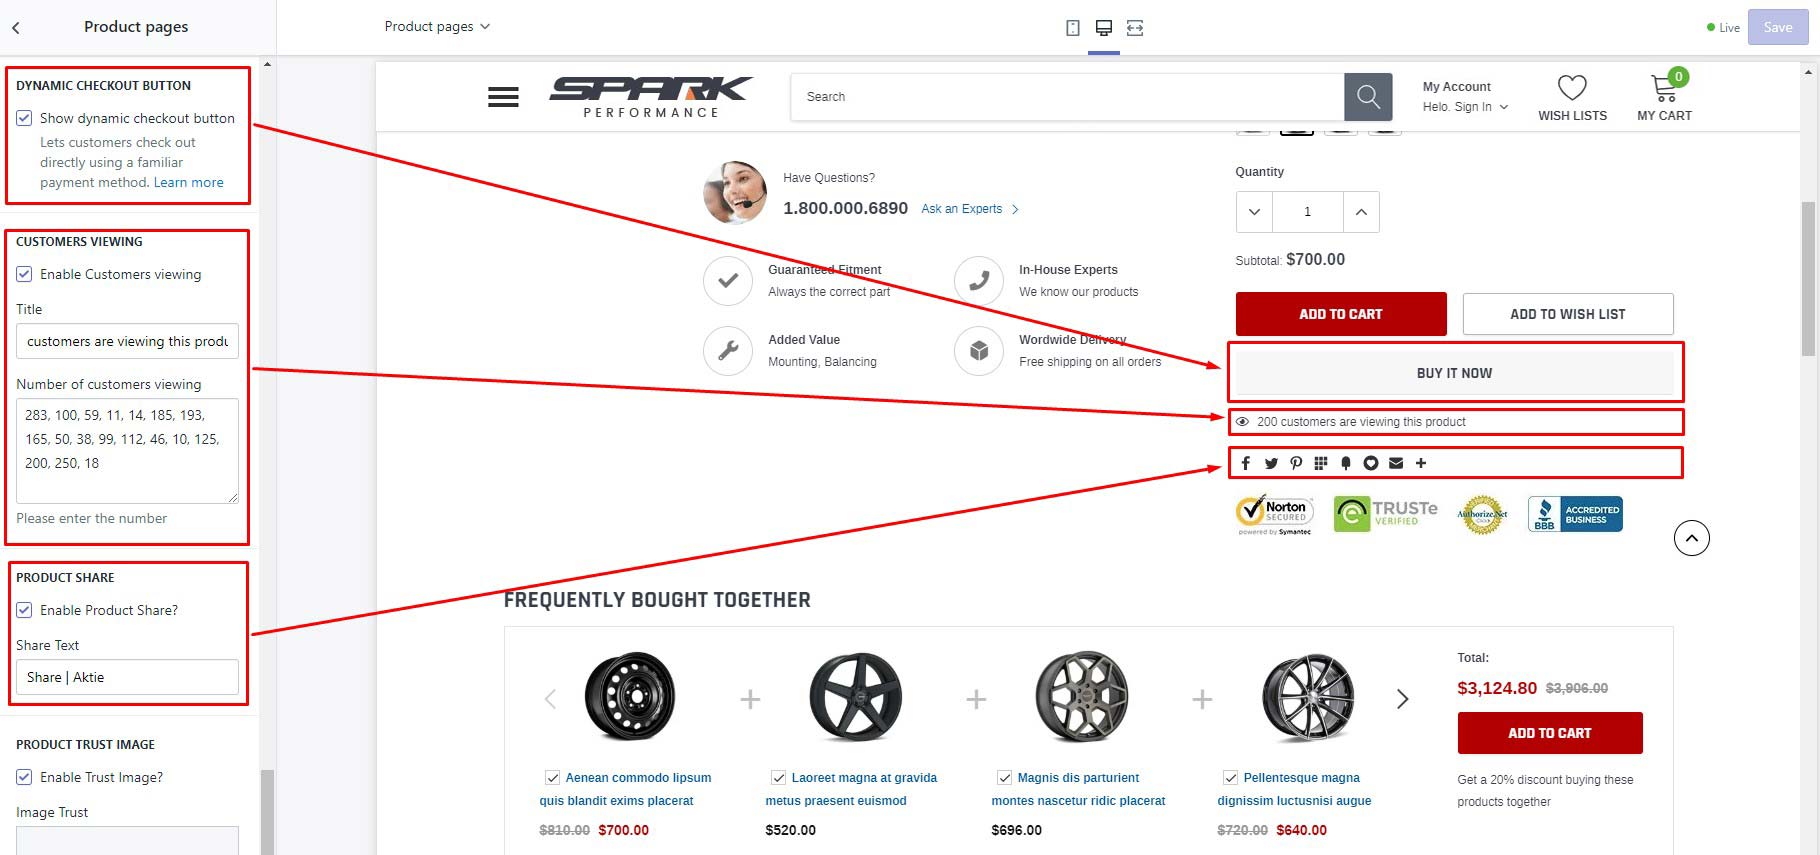 Product pages
Product pages
Live
Save
DYNAMIC CHECKOUT BUTTON
Show dynamic checkout button
Lets customers check out
directly using a familiar
payment method. Learn more
CUSTOMERS VIEWING
Enable Customers viewing
Title
customers are viewing this produ
Number of customers viewing
283, 100, 59, 11, 14, 185, 193,
165, 50, 38, 99, 112, 46, 10, 125,
200, 250, 18
Please enter the number
PRODUCT SHARE
Enable Product Share?
Share Text
Share | Aktie
PRODUCT TRUST IMAGE
Enable Trust Image?
Image Trust
SPARK
PERFORMANCE
Search
My Account
Helo. Sign In
WISH LISTS
0
MY CART
Have Questions?
1.800.000.6890 Ask an Experts
Guaranteed Fitment
Always the correct part
In-House Experts
We know our products
Added Value
Mounting, Balancing
Wordwide Delivery
Free shipping on all orders
Quantity
1
Subtotal: $700.00
ADD TO CART
ADD TO WISH LIST
BUY IT NOW
200 customers are viewing this product
Norton
SECURED
powered by Symantec
TRUSTe
VERIFIED
Authorize.Net
BBB
ACCREDITED
BUSINESS
FREQUENTLY BOUGHT TOGETHER
Aenean commodo lipsum
quis blandit exims placerat
$810.00 $700.00
Laoreet magna at gravida
metus praesent euismod
$520.00
Magnis dis parturient
montes nascetur ridic placerat
$696.00
Pellentesque magna
dignissim luctusnisi augue
$720.00 $640.00
Total:
$3,124.80 $3,906.00
ADD TO CART
Get a 20% discount buying these
products together